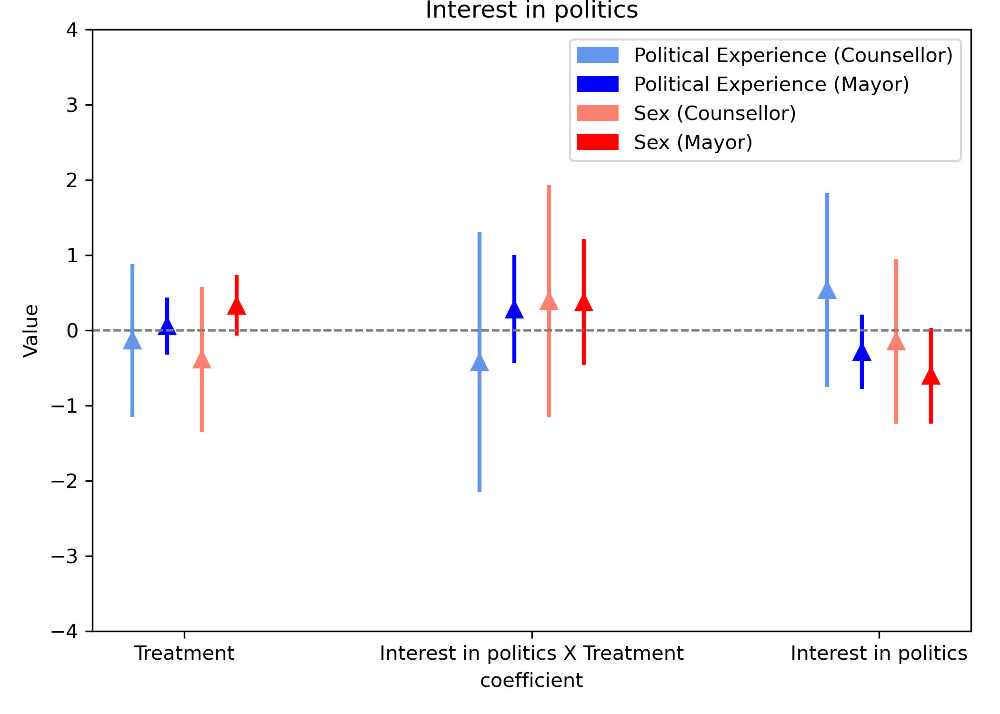 Interest in politics
4
3
2
1
0
−1
−2
−3
−4
Value
Political Experience (Counsellor)
Political Experience (Mayor)
Sex (Counsellor)
Sex (Mayor)
Treatment
Interest in politics X Treatment
Interest in politics
coefficient